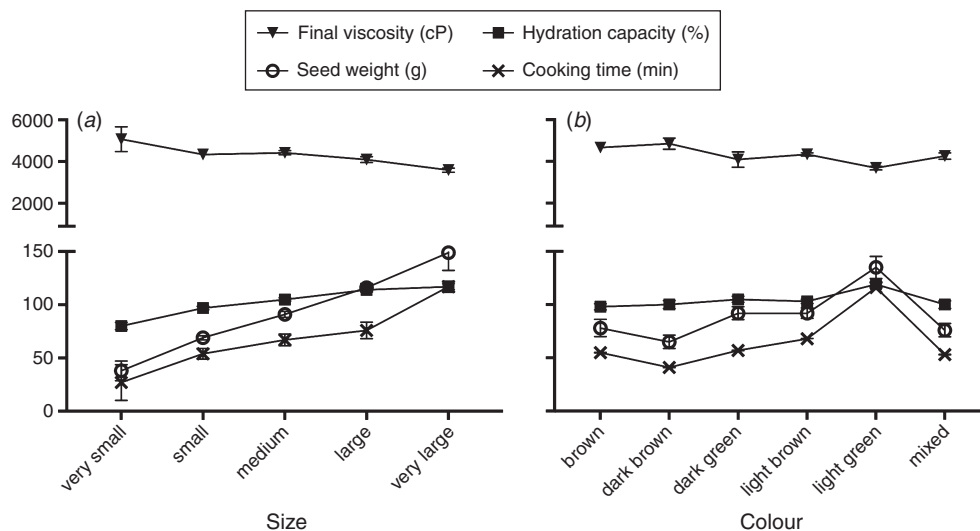 Final viscosity (cP) Hydration capacity (%)
Seed weight (g) Cooking time (min)
(a) (b)
6000
4000
2000
150
100
50
0
very small
small
medium
large
very large
brown
dark brown
dark green
light brown
light green
mixed
Size
Colour